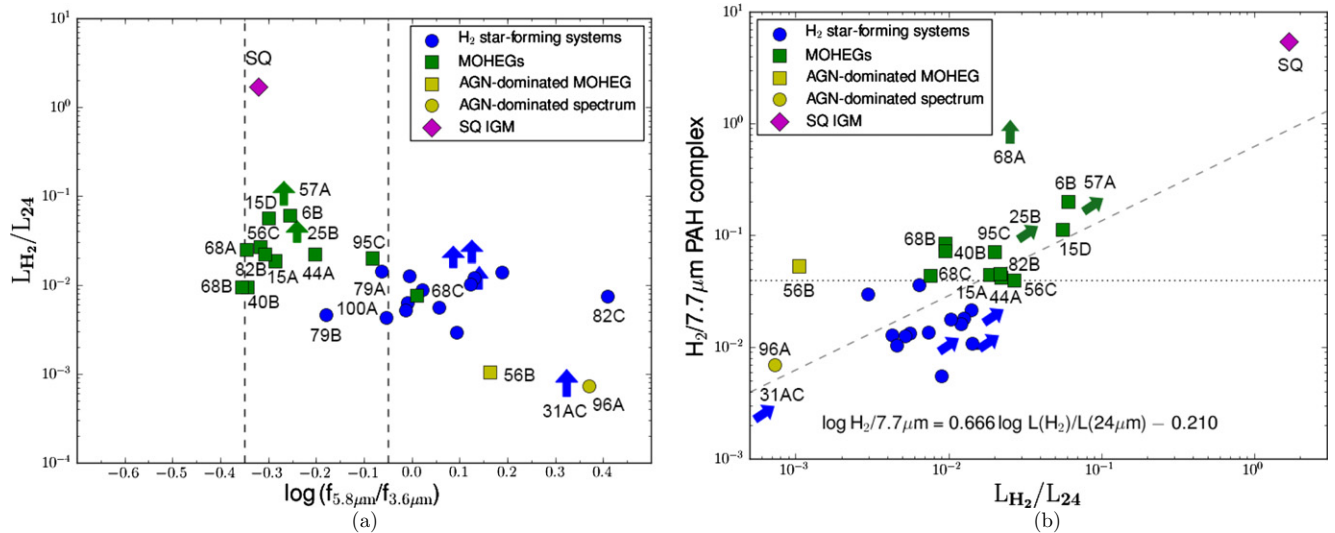 10¹
10⁰
10⁻¹
10⁻²
10⁻³
10⁻⁴
L_H₂/L₂₄
H₂ star-forming systems
MOHEGs
AGN-dominated MOHEG
AGN-dominated spectrum
SQ IGM
SQ
57A
15D
6B
56C
25B
68A
95C
82B
15A
44A
79A
68C
68B
40B
100A
82C
79B
56B
31AC
96A
−0.6 −0.5 −0.4 −0.3 −0.2 −0.1 0.0 0.1 0.2 0.3 0.4
log (f₅.₈μm/f₃.₆μm)
(a)
10¹
10⁰
10⁻¹
10⁻²
10⁻³
H₂/7.7μm PAH complex
H₂ star-forming systems
MOHEGs
AGN-dominated MOHEG
AGN-dominated spectrum
SQ IGM
SQ
68A
6B
57A
25B
68B
95C
15D
40B
82B
56B
68C
15A
56C
44A
96A
31AC
log H₂/7.7μm = 0.666 log L(H₂)/L(24μm) − 0.210
10⁻³ 10⁻² 10⁻¹ 10⁰
L_H₂/L₂₄
(b)